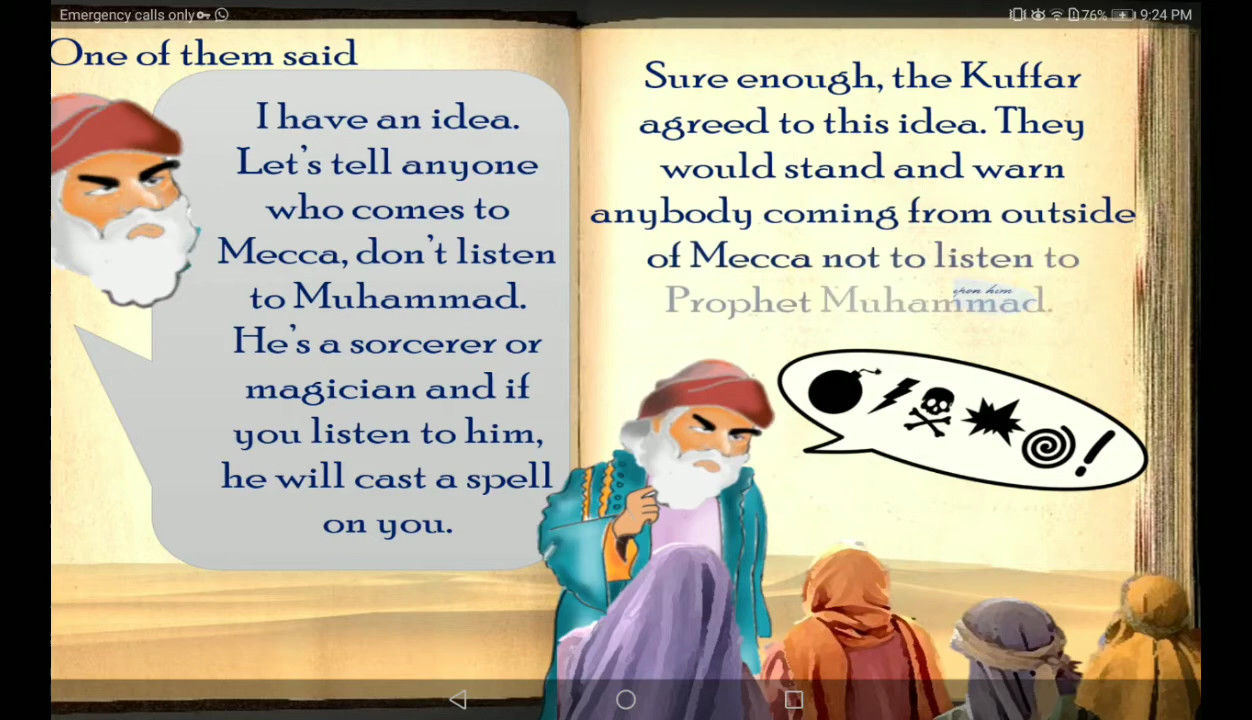 Emergency calls only
76% 9:24 PM
One of them said
I have an idea.
Let's tell anyone
who comes to
Mecca, don't listen
to Muhammad.
He's a sorcerer or
magician and if
you listen to him,
he will cast a spell
on you.
Sure enough, the Kuffar
agreed to this idea. They
would stand and warn
anybody coming from outside
of Mecca not to listen to
upon him
Prophet Muhammad.
!